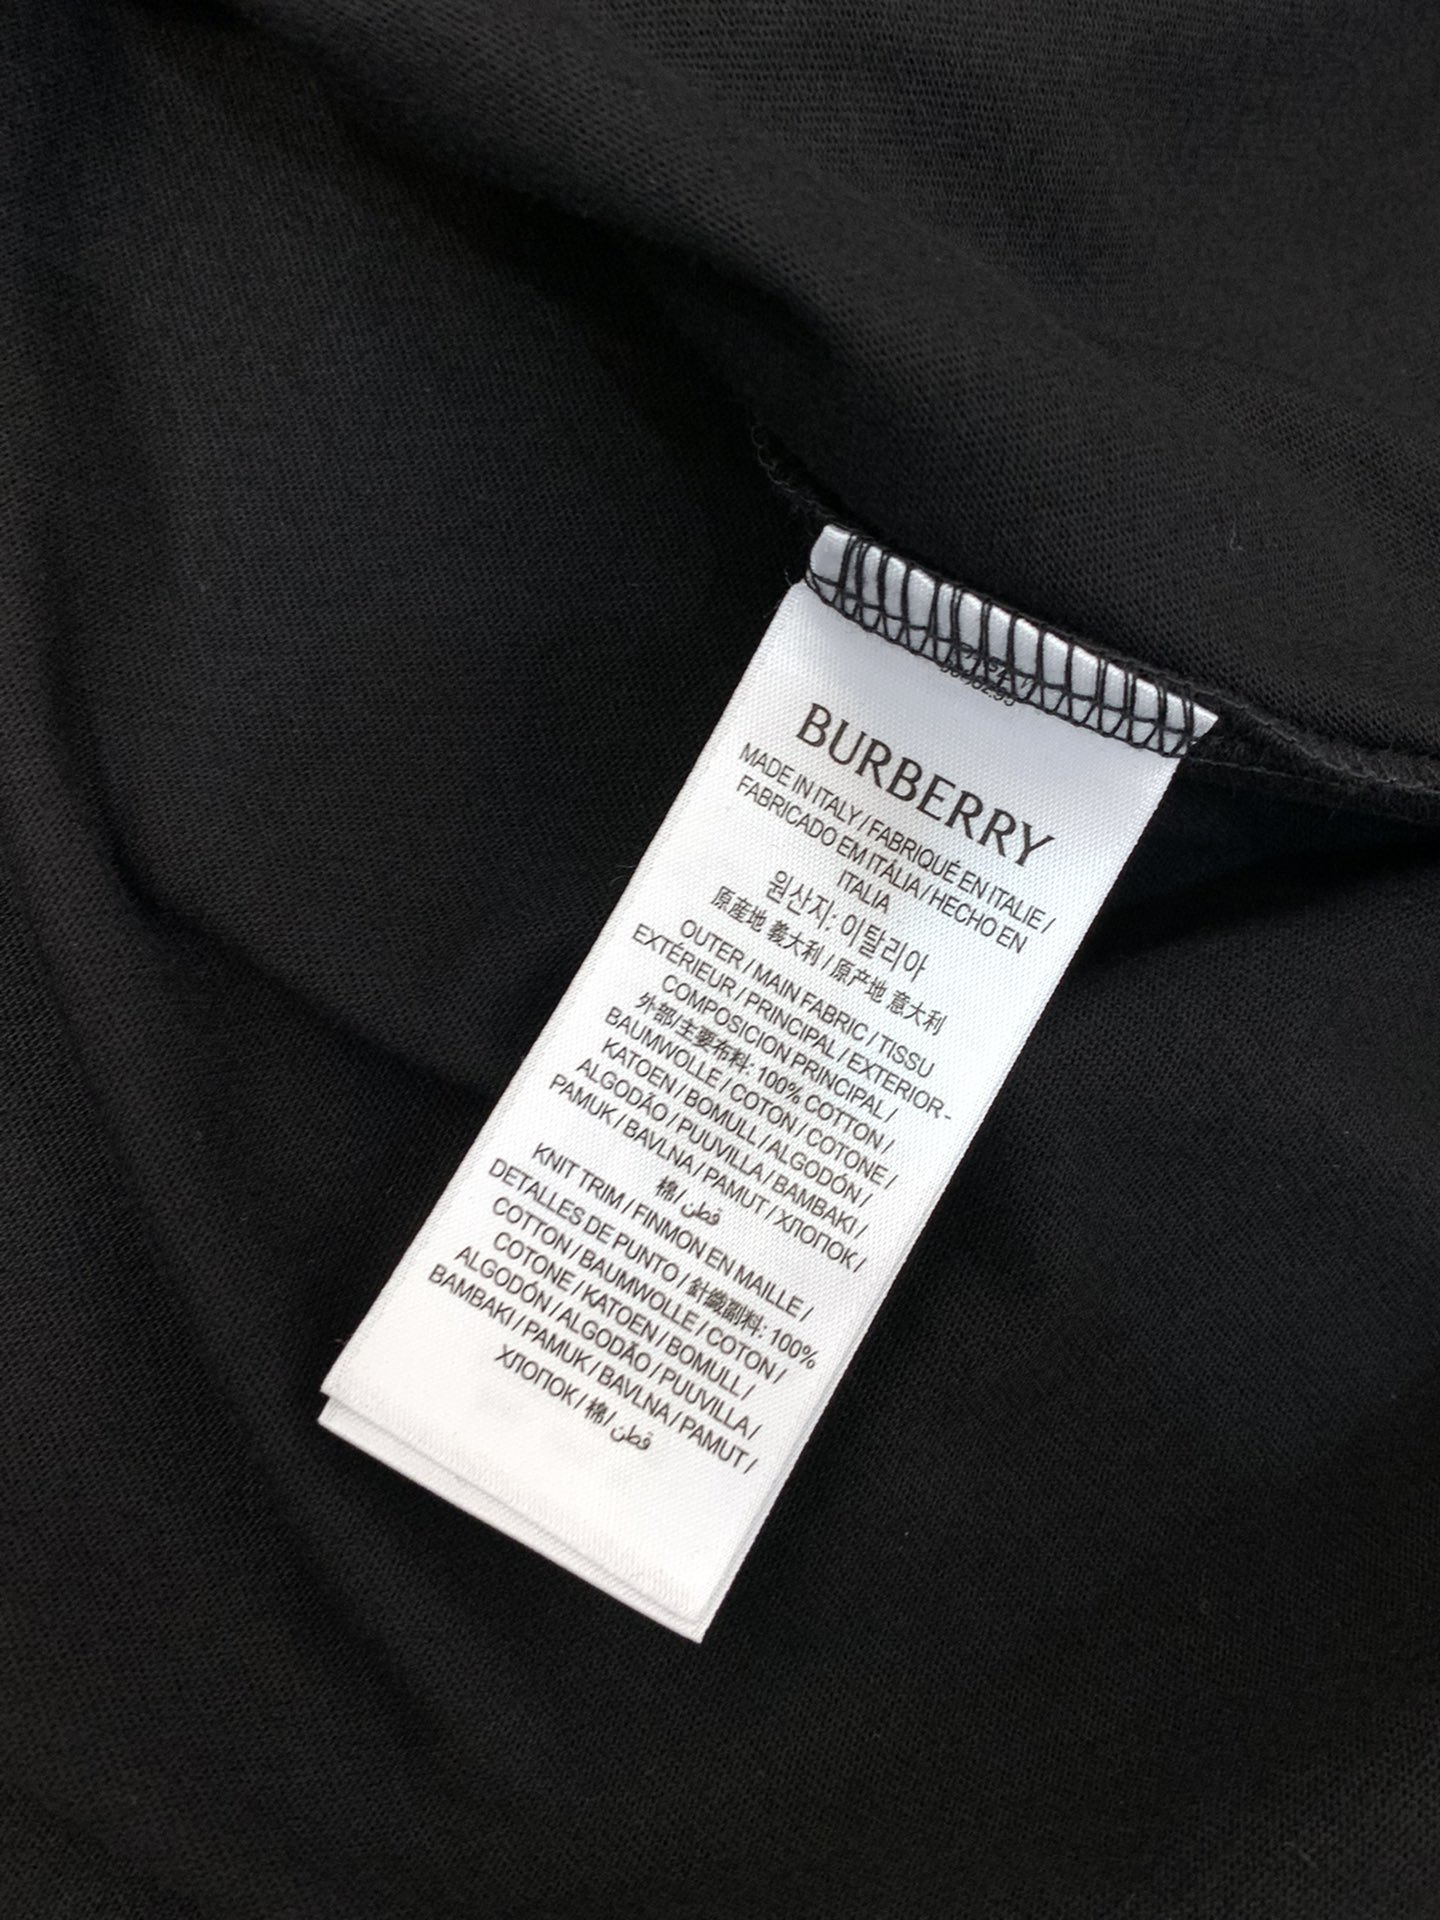 BURBERRY
MADE IN ITALY / FABRIQUÉ EN ITALIE /
FABRICADO EM ITÁLIA / HECHO EN
ITALIA
원산지: 이탈리아
原産地 義大利 / 原产地 意大利
OUTER / MAIN FABRIC / TISSU
EXTÉRIEUR / PRINCIPAL / EXTERIOR -
COMPOSICION PRINCIPAL /
外部/主要布料: 100% COTTON /
BAUMWOLLE / COTON / COTONE /
KATOEN / BOMULL / ALGODÓN /
ALGODÃO / PUUVILLA / BAMBAKI /
PAMUK / BAVLNA / PAMUT / ХЛОПОК /
棉 / قطن
KNIT TRIM / FINMON EN MAILLE /
DETALLES DE PUNTO / 針織副料: 100%
COTTON / BAUMWOLLE / COTON /
COTONE / KATOEN / BOMULL /
ALGODÓN / ALGODÃO / PUUVILLA /
BAMBAKI / PAMUK / BAVLNA / PAMUT /
ХЛОПОК / 棉 / قطن